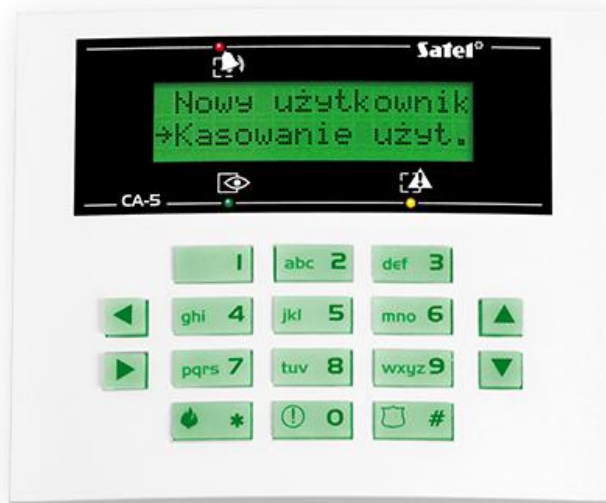 Satel
Nowy użytkownik
→Kasowanie użyt.
CA-5
1
abc 2
def 3
ghi 4
jkl 5
mno 6
pqrs 7
tuv 8
wxyz 9
*
0
#